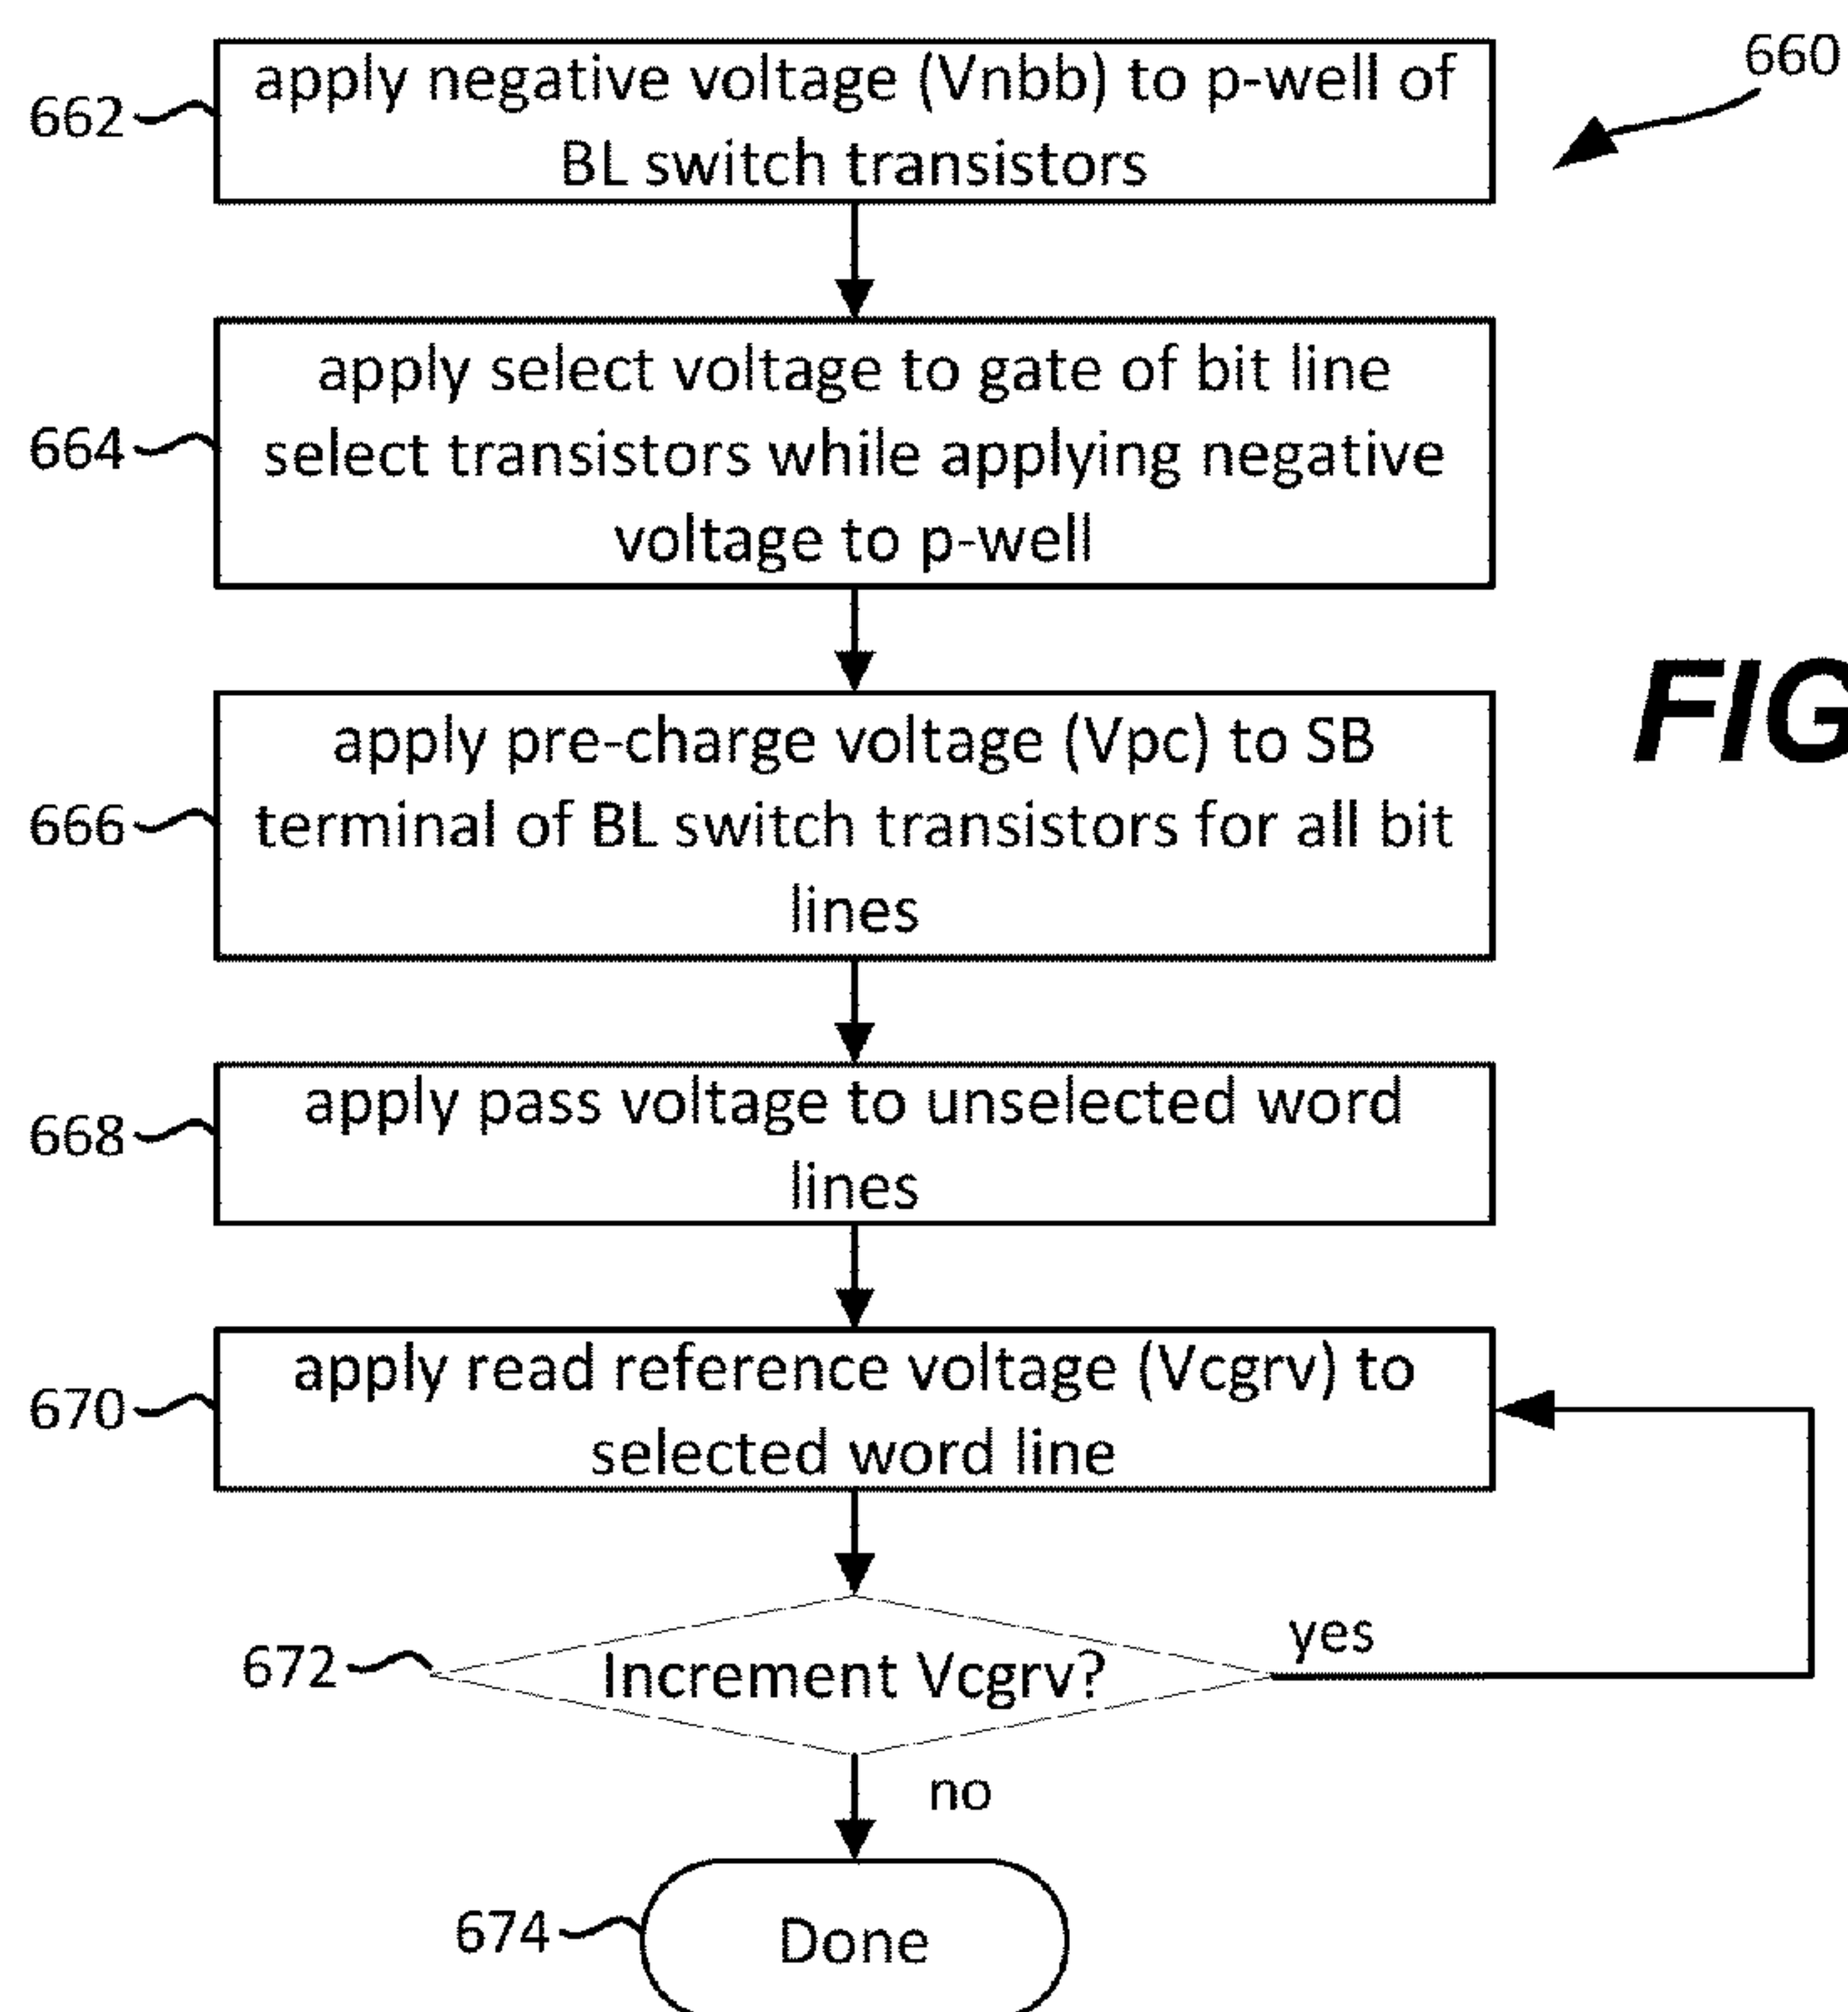 660
662
apply negative voltage (Vnbb) to p-well of
BL switch transistors
664
apply select voltage to gate of bit line
select transistors while applying negative
voltage to p-well
FIG
666
apply pre-charge voltage (Vpc) to SB
terminal of BL switch transistors for all bit
lines
668
apply pass voltage to unselected word
lines
670
apply read reference voltage (Vcgrv) to
selected word line
672
Increment Vcgrv?
yes
no
674
Done